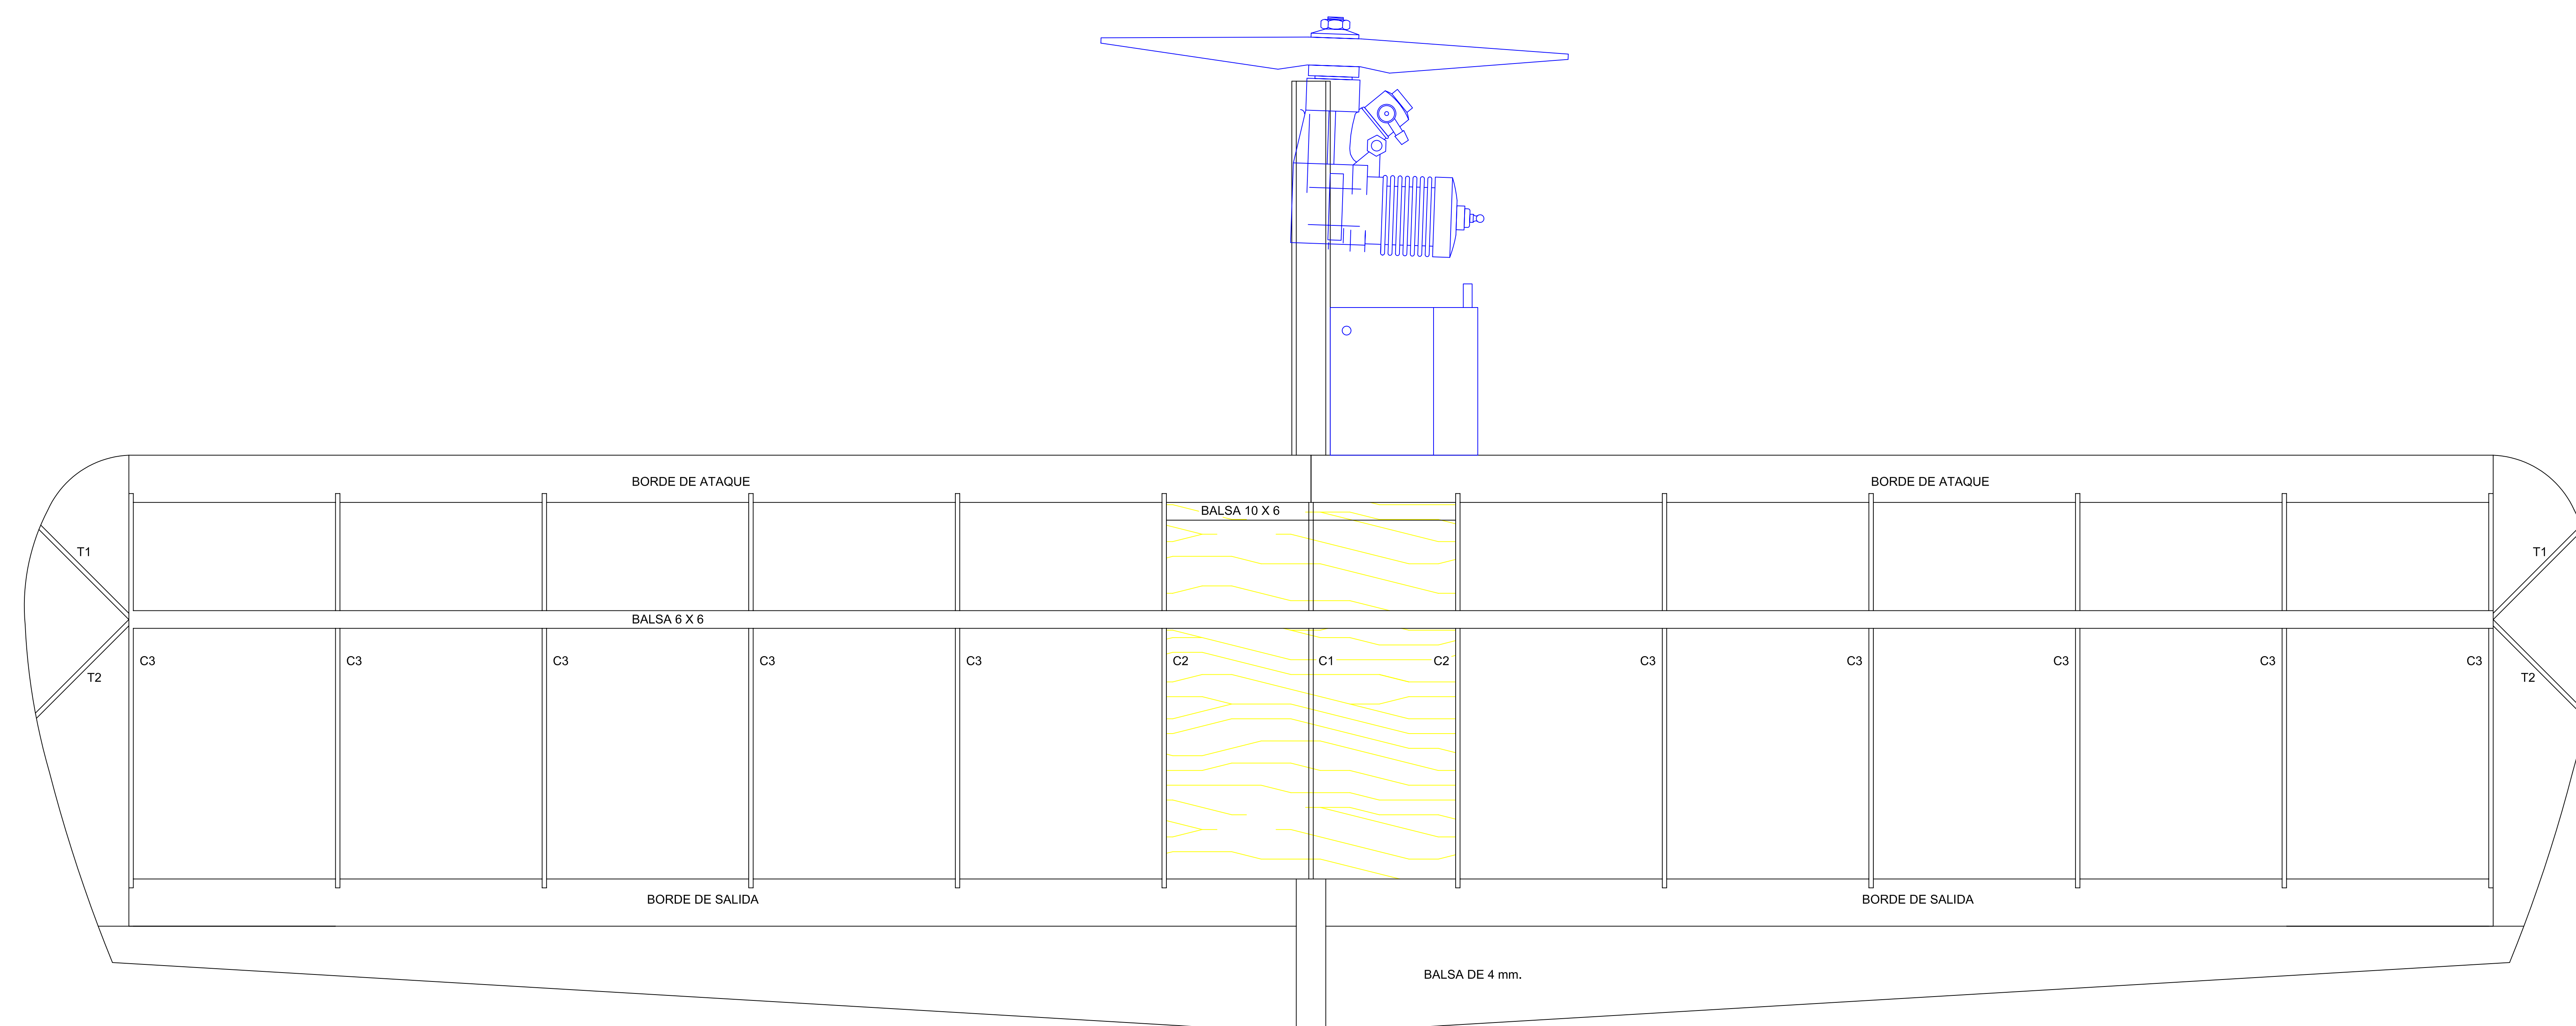 BORDE DE ATAQUE
BORDE DE ATAQUE
BALSA 10 X 6
T1
T1
BALSA 6 X 6
C3
C3
C3
C3
C3
C2
C1
C2
C3
C3
C3
C3
C3
T2
T2
BORDE DE SALIDA
BORDE DE SALIDA
BALSA DE 4 mm.